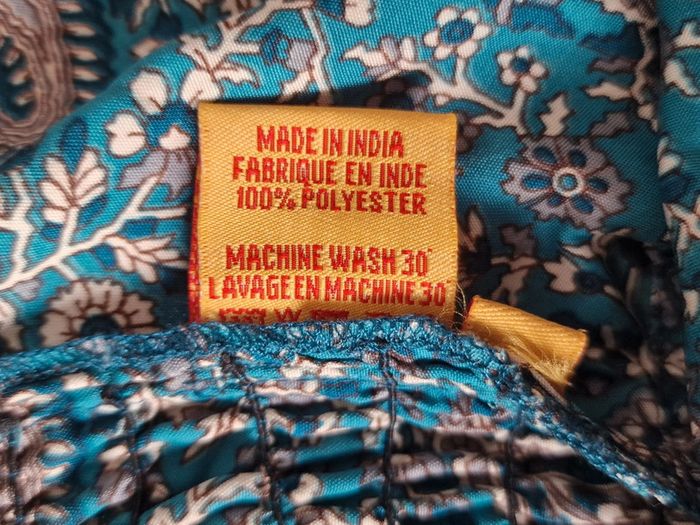 MADE IN INDIA
FABRIQUE EN INDE
100% POLYESTER
MACHINE WASH 30°
LAVAGE EN MACHINE 30°